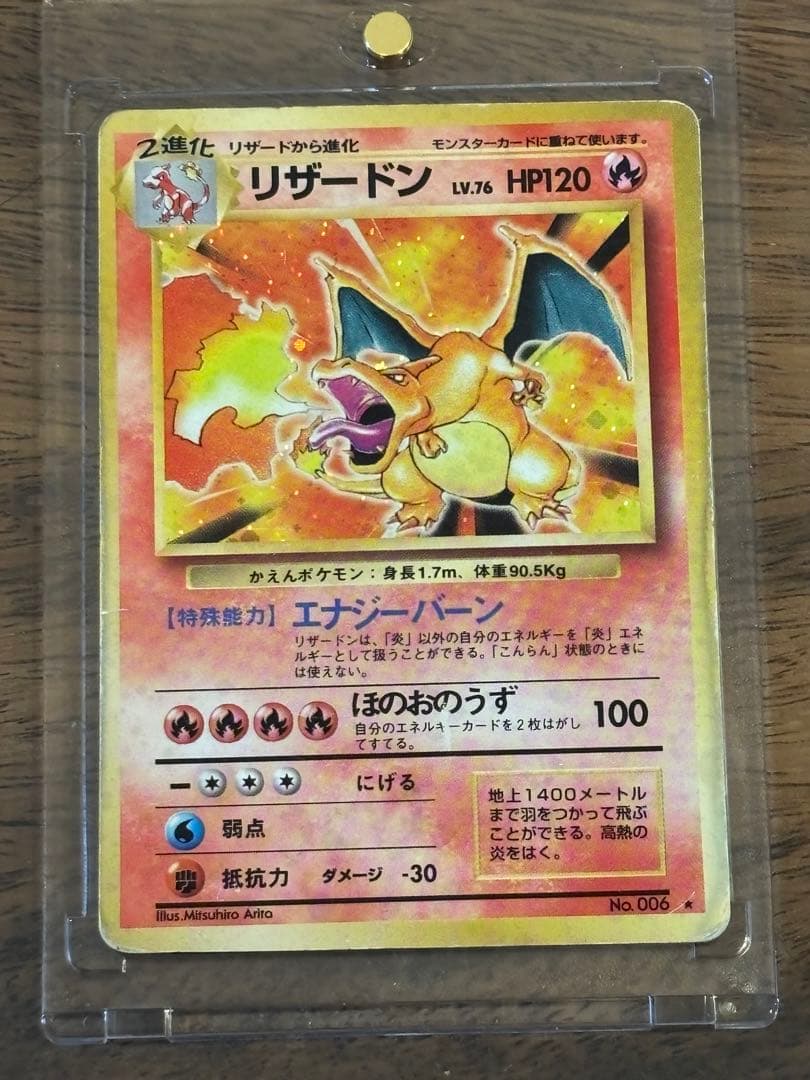 2進化 リザードから進化 モンスターカードに重ねて使います。
リザードン LV.76 HP120
かえんポケモン：身長1.7m、体重90.5Kg
【特殊能力】エナジーバーン
リザードンは、「炎」以外の自分のエネルギーを「炎」エネ
ルギーとして扱うことができる。「こんらん」状態のときに
は使えない。
ほのおのうず 100
自分のエネルギーカードを2枚はがし
てすてる。
にげる
弱点
抵抗力 ダメージ -30
地上1400メートル
まで羽をつかって飛ぶ
ことができる。高熱の
炎をはく。
Illus.Mitsuhiro Arita
No.006 ★